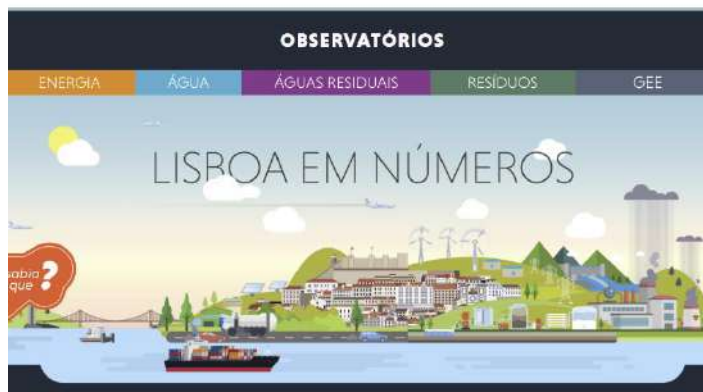 OBSERVATÓRIOS
ENERGIA ÁGUA ÁGUAS RESIDUAIS RESÍDUOS GEE
LISBOA EM NÚMEROS
sabia
que ?